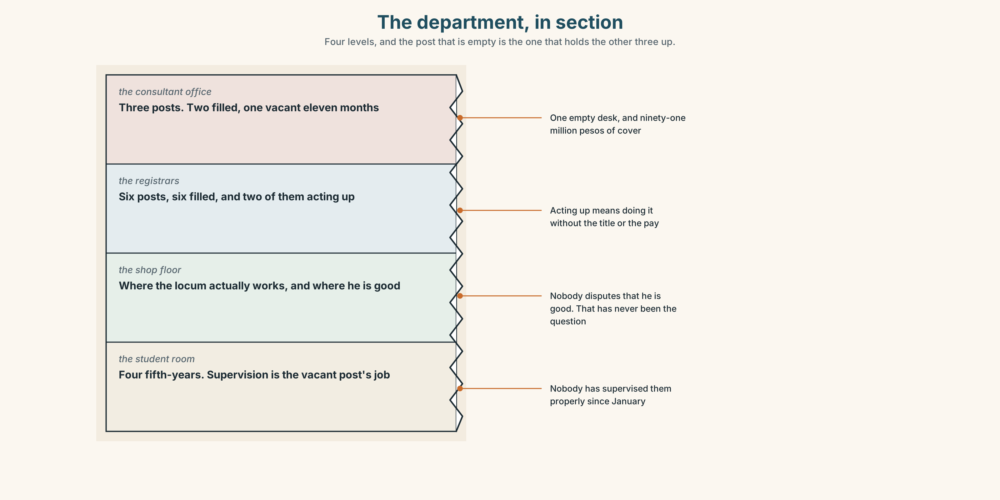 The department, in section
Four levels, and the post that is empty is the one that holds the other three up.
the consultant office
Three posts. Two filled, one vacant eleven months
One empty desk, and ninety-one
million pesos of cover
the registrars
Six posts, six filled, and two of them acting up
Acting up means doing it
without the title or the pay
the shop floor
Where the locum actually works, and where he is good
Nobody disputes that he is
good. That has never been the
question
the student room
Four fifth-years. Supervision is the vacant post's job
Nobody has supervised them
properly since January